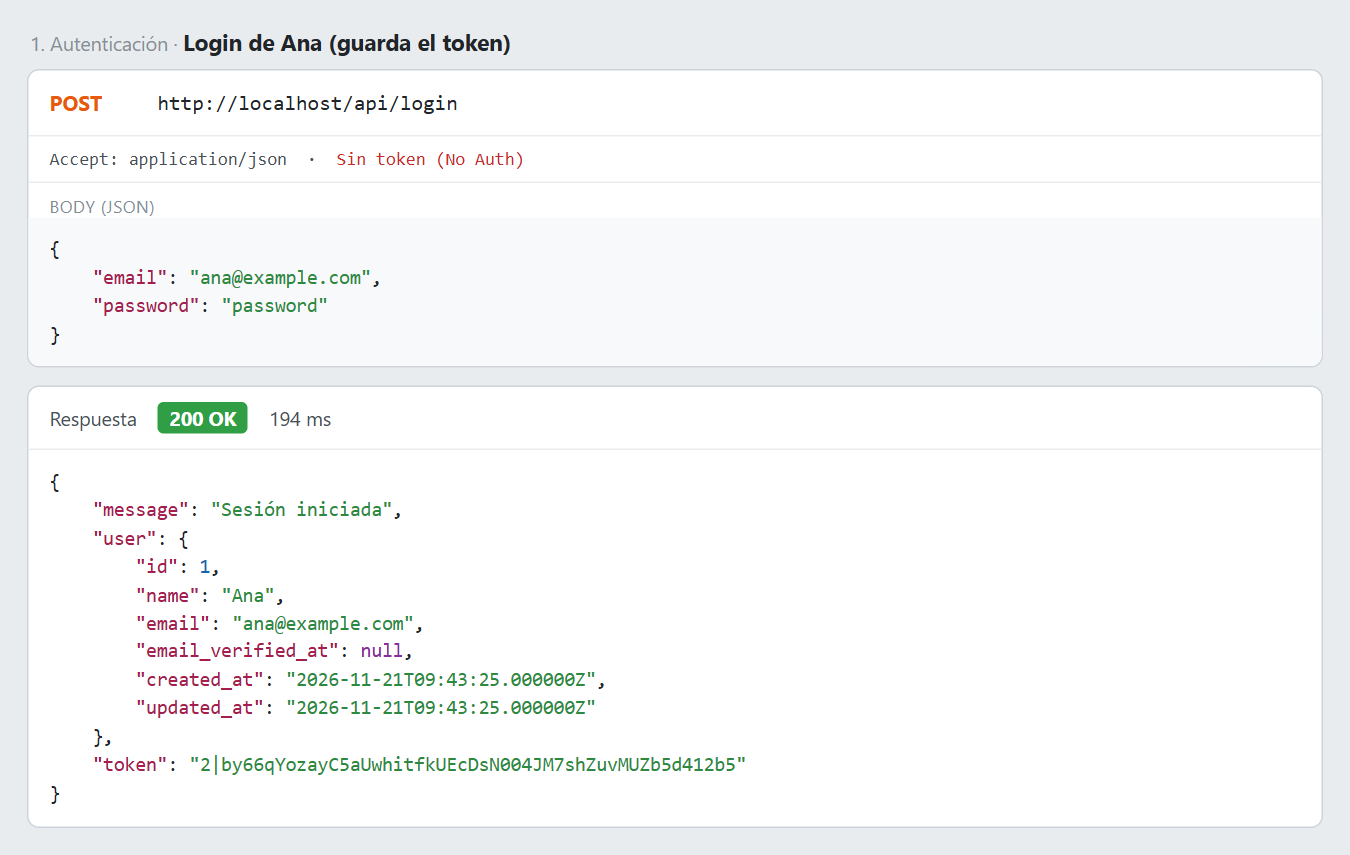 1. Autenticación · Login de Ana (guarda el token)
POST http://localhost/api/login
Accept: application/json · Sin token (No Auth)
BODY (JSON)
{
    "email": "ana@example.com",
    "password": "password"
}
Respuesta 200 OK 194 ms
{
    "message": "Sesión iniciada",
    "user": {
        "id": 1,
        "name": "Ana",
        "email": "ana@example.com",
        "email_verified_at": null,
        "created_at": "2026-11-21T09:43:25.000000Z",
        "updated_at": "2026-11-21T09:43:25.000000Z"
    },
    "token": "2|by66qYozayC5aUwhitfkUEcDsN004JM7shZuvMUZb5d412b5"
}